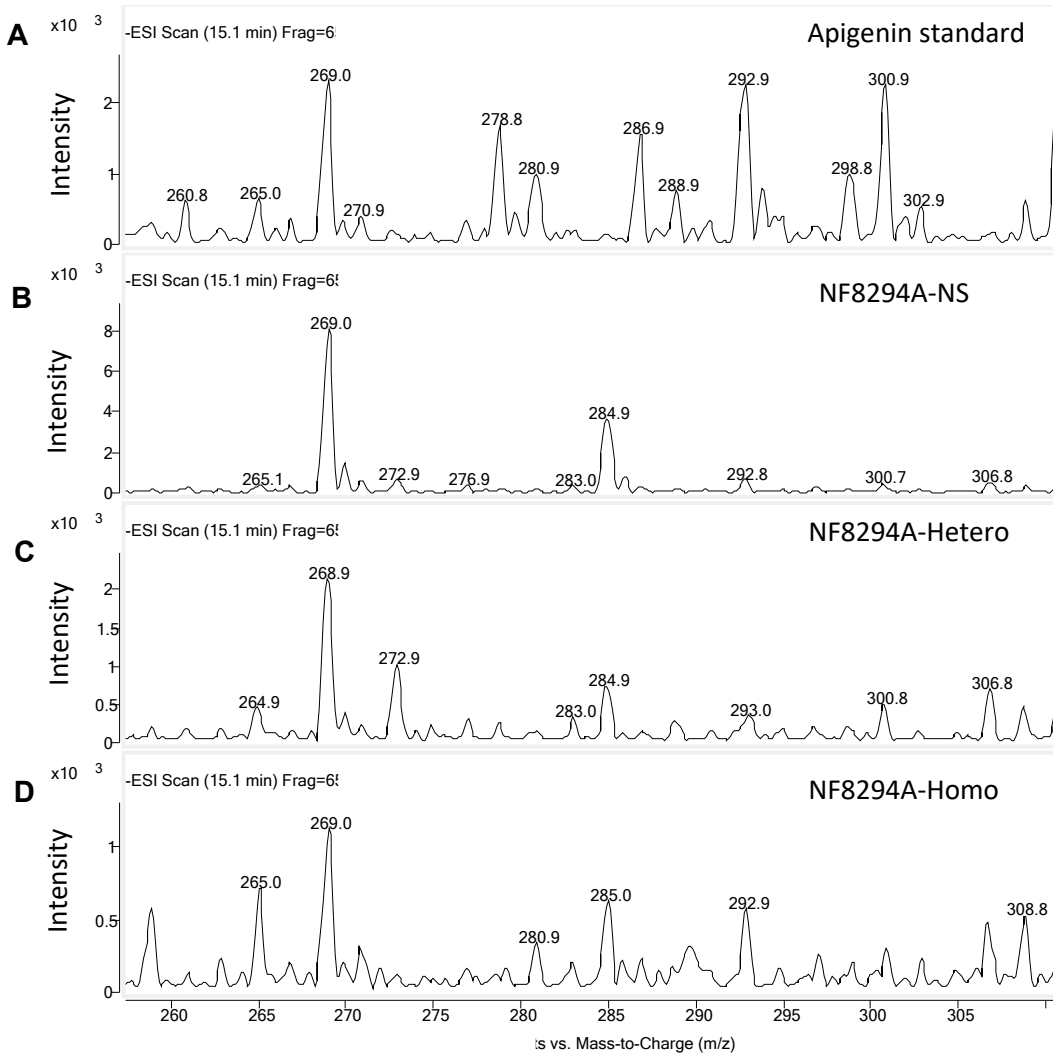 A
x10 3
-ESI Scan (15.1 min) Frag=6
Apigenin standard
Intensity
2
1
0
260.8
265.0
269.0
270.9
278.8
280.9
286.9
288.9
292.9
298.8
300.9
302.9
B
x10 3
-ESI Scan (15.1 min) Frag=65
NF8294A-NS
Intensity
8
6
4
2
0
265.1
269.0
272.9
276.9
283.0
284.9
292.8
300.7
306.8
C
x10 3
-ESI Scan (15.1 min) Frag=65
NF8294A-Hetero
Intensity
2
1.5
1
0.5
0
264.9
268.9
272.9
283.0
284.9
293.0
300.8
306.8
D
x10 3
-ESI Scan (15.1 min) Frag=65
NF8294A-Homo
Intensity
1
0.5
0
265.0
269.0
280.9
285.0
292.9
308.8
260 265 270 275 280 285 290 295 300 305
ts vs. Mass-to-Charge (m/z)